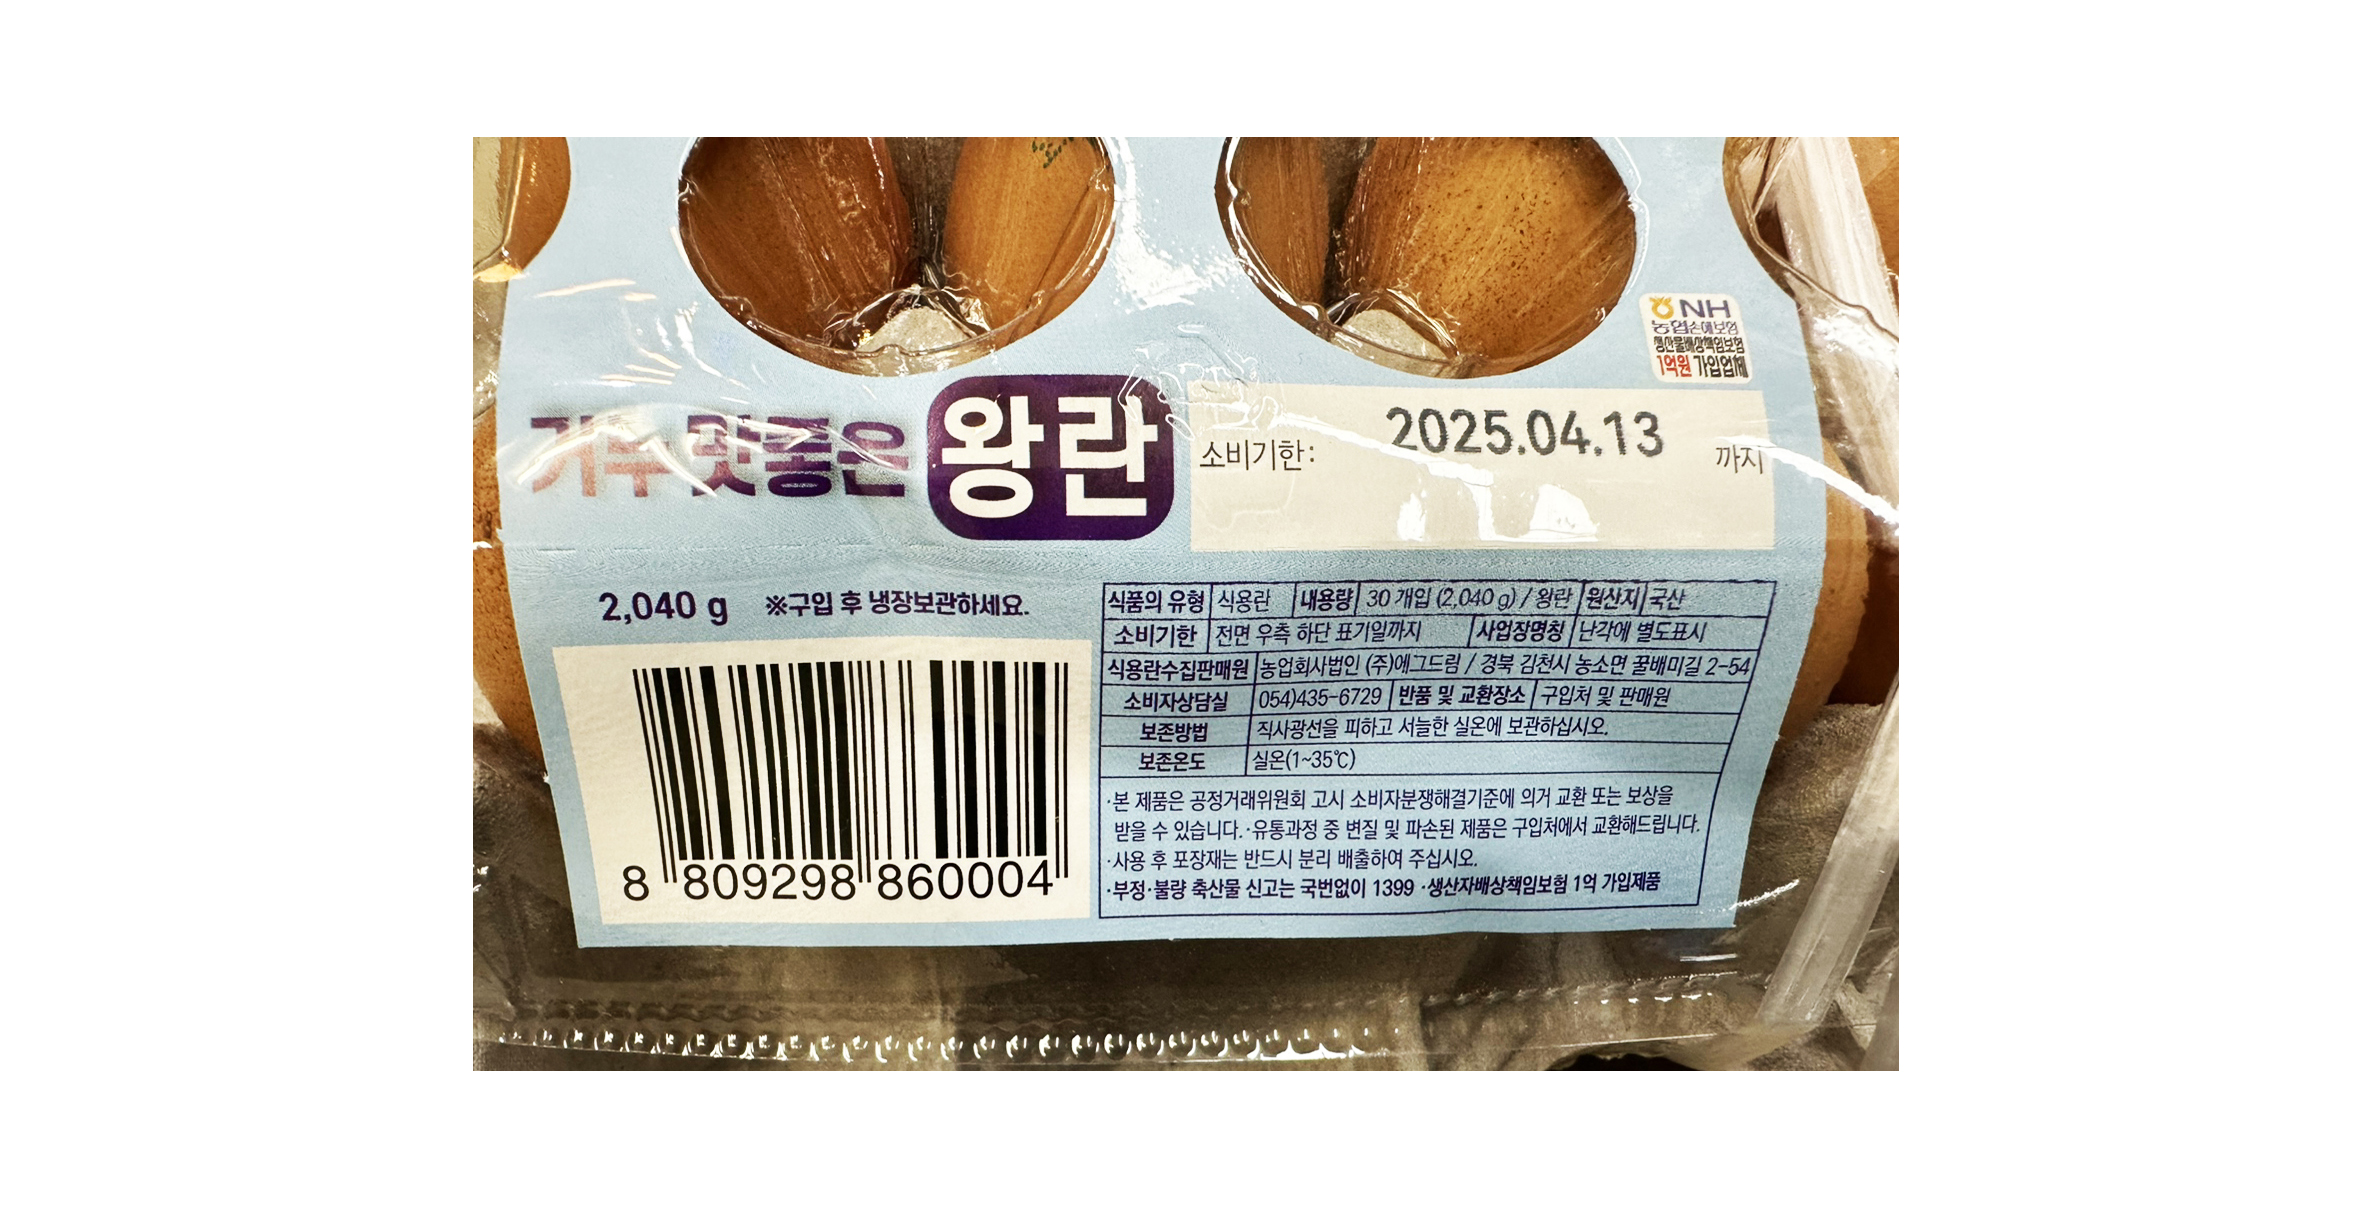 NH
농협손해보험
생산물배상책임보험
1억원 가입업체
맛좋은 왕란
소비기한: 2025.04.13 까지
2,040 g ※구입 후 냉장보관하세요.
식품의 유형 식용란 내용량 30 개입 (2,040 g) / 왕란 원산지 국산
소비기한 전면 우측 하단 표기일까지 사업장명칭 난각에 별도표시
식용란수집판매원 농업회사법인 (주)에그드림 / 경북 김천시 농소면 꿀배미길 2-54
소비자상담실 054)435-6729 반품 및 교환장소 구입처 및 판매원
보존방법 직사광선을 피하고 서늘한 실온에 보관하십시오.
보존온도 실온(1~35℃)
·본 제품은 공정거래위원회 고시 소비자분쟁해결기준에 의거 교환 또는 보상을
받을 수 있습니다. ·유통과정 중 변질 및 파손된 제품은 구입처에서 교환해드립니다.
·사용 후 포장재는 반드시 분리 배출하여 주십시오.
·부정·불량 축산물 신고는 국번없이 1399 ·생산자배상책임보험 1억 가입제품
8 809298 860004